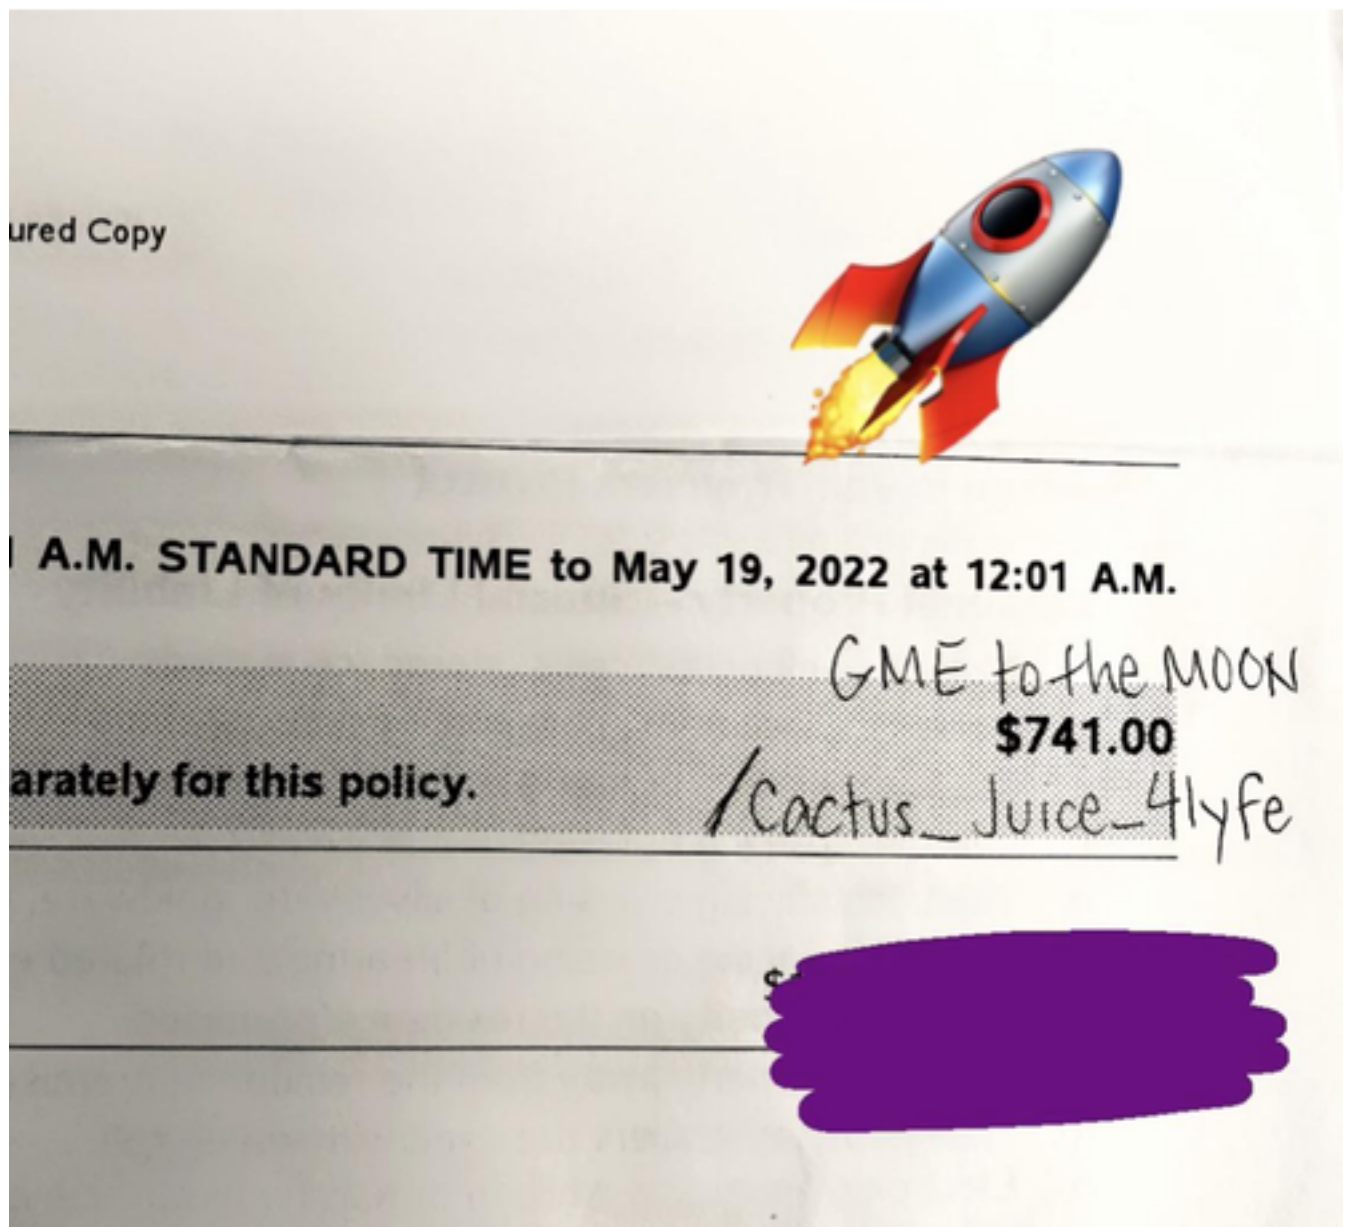 ured Copy
A.M. STANDARD TIME to May 19, 2022 at 12:01 A.M.
GME to the MOON
$741.00
arately for this policy.
/Cactus_Juice_4lyfe
$